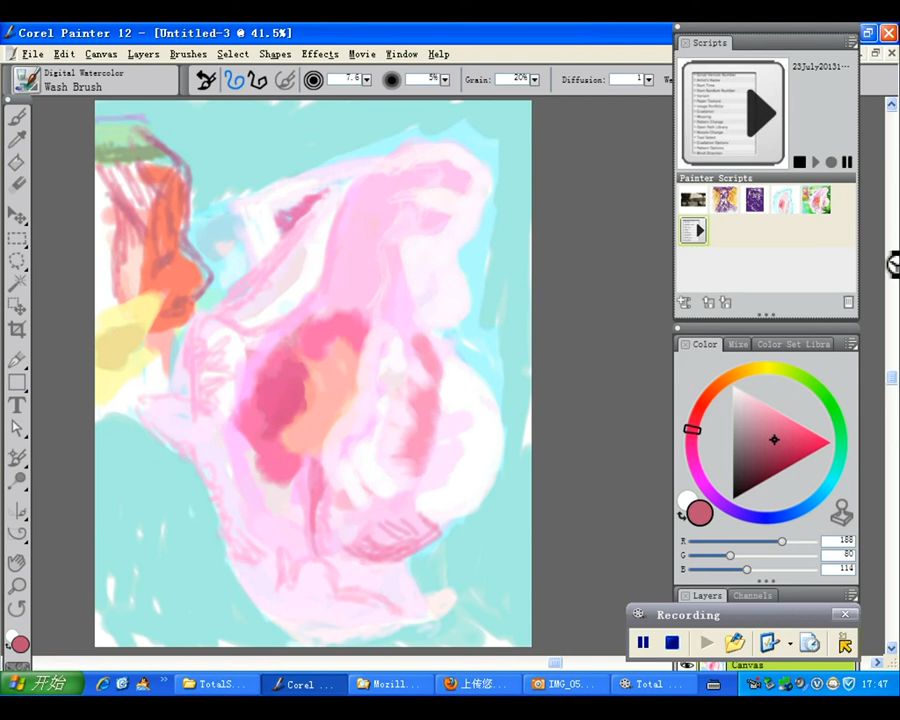 Corel Painter 12 - [Untitled-3 @ 41.5%]
File Edit Canvas Layers Brushes Select Shapes Effects Movie Window Help
Digital Watercolor
Wash Brush
7.6
5%
Grain: 20%
Diffusion: 1
We
Scripts
23July20131...
Painter Scripts
Color Mixe Color Set Libra
R 188
G 80
B 114
Layers Channels
Recording
Canvas
开始
TotalS...
Corel ...
Mozill...
上传您...
IMG_05...
Total ...
17:47